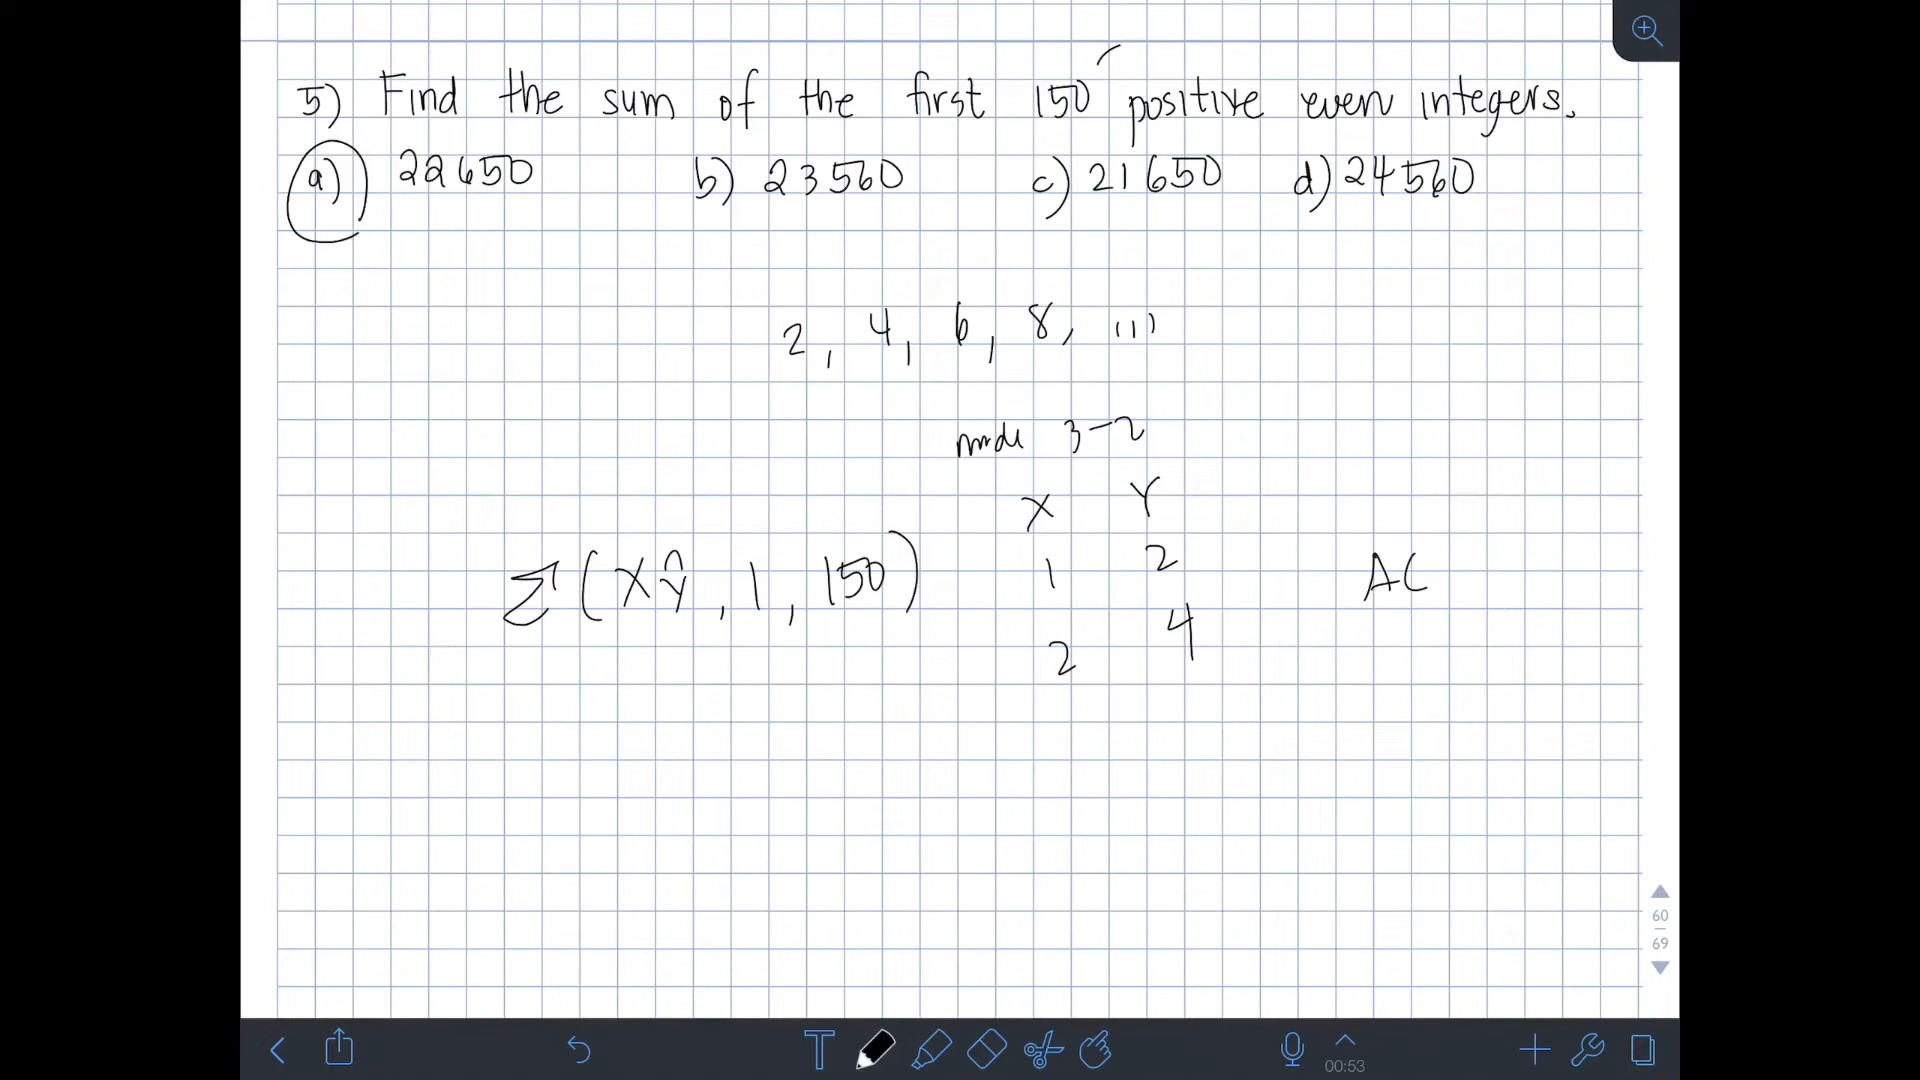 5) Find the sum of the first 150 positive even integers.
a) 22650 b) 23560 c) 21650 d) 24560
2, 4, 6, 8, ...
mode 3-2
X Y
Σ(Xŷ, 1, 150) 1 2 AC
2 4
60
69
00:53